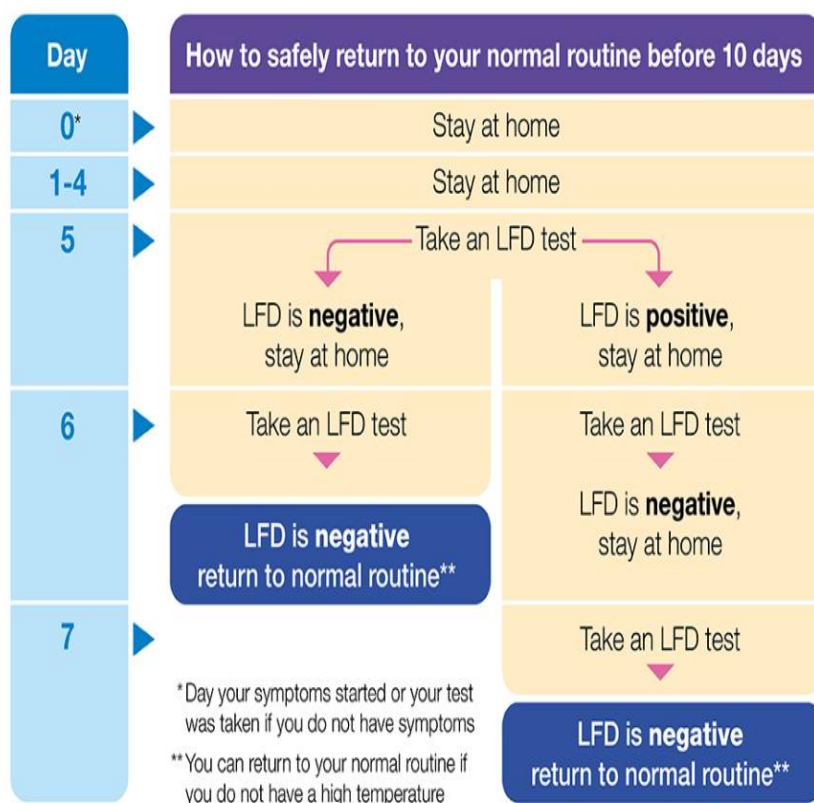 Day
How to safely return to your normal routine before 10 days
0*
Stay at home
1-4
Stay at home
5
Take an LFD test
LFD is negative,
stay at home
LFD is positive,
stay at home
6
Take an LFD test
LFD is negative
return to normal routine**
Take an LFD test
LFD is negative,
stay at home
7
Take an LFD test
LFD is negative
return to normal routine**
* Day your symptoms started or your test
was taken if you do not have symptoms
** You can return to your normal routine if
you do not have a high temperature